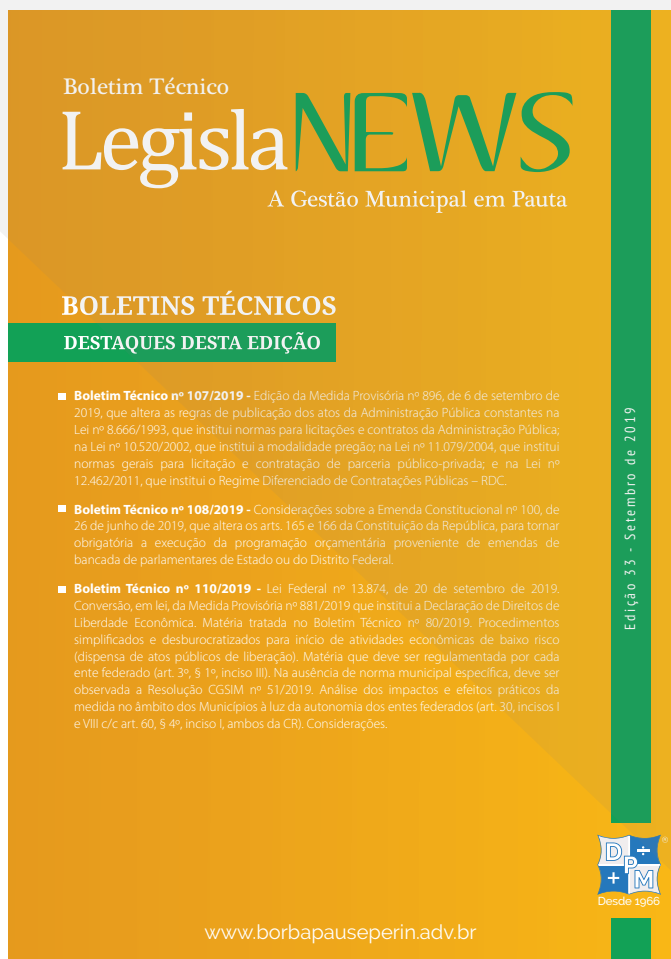 Boletim Técnico
LegislaNEWS
A Gestão Municipal em Pauta
BOLETINS TÉCNICOS
DESTAQUES DESTA EDIÇÃO
Boletim Técnico nº 107/2019 - Edição da Medida Provisória nº 896, de 6 de setembro de
2019, que altera as regras de publicação dos atos da Administração Pública constantes na
Lei nº 8.666/1993, que institui normas para licitações e contratos da Administração Pública;
na Lei nº 10.520/2002, que institui a modalidade pregão; na Lei nº 11.079/2004, que institui
normas gerais para licitação e contratação de parceria público-privada; e na Lei nº
12.462/2011, que institui o Regime Diferenciado de Contratações Públicas – RDC.
Boletim Técnico nº 108/2019 - Considerações sobre a Emenda Constitucional nº 100, de
26 de junho de 2019, que altera os arts. 165 e 166 da Constituição da República, para tornar
obrigatória a execução da programação orçamentária proveniente de emendas de
bancada de parlamentares de Estado ou do Distrito Federal.
Boletim Técnico nº 110/2019 - Lei Federal nº 13.874, de 20 de setembro de 2019.
Conversão, em lei, da Medida Provisória nº 881/2019 que institui a Declaração de Direitos de
Liberdade Econômica. Matéria tratada no Boletim Técnico nº 80/2019. Procedimentos
simplificados e desburocratizados para início de atividades econômicas de baixo risco
(dispensa de atos públicos de liberação). Matéria que deve ser regulamentada por cada
ente federado (art. 3º, § 1º, inciso III). Na ausência de norma municipal específica, deve ser
observada a Resolução CGSIM nº 51/2019. Análise dos impactos e efeitos práticos da
medida no âmbito dos Municípios à luz da autonomia dos entes federados (art. 30, incisos I
e VIII c/c art. 60, § 4º, inciso I, ambos da CR). Considerações.
Edição 33 - Setembro de 2019
D ÷
P
+ M
®
Desde 1966
www.borbapauseperin.adv.br